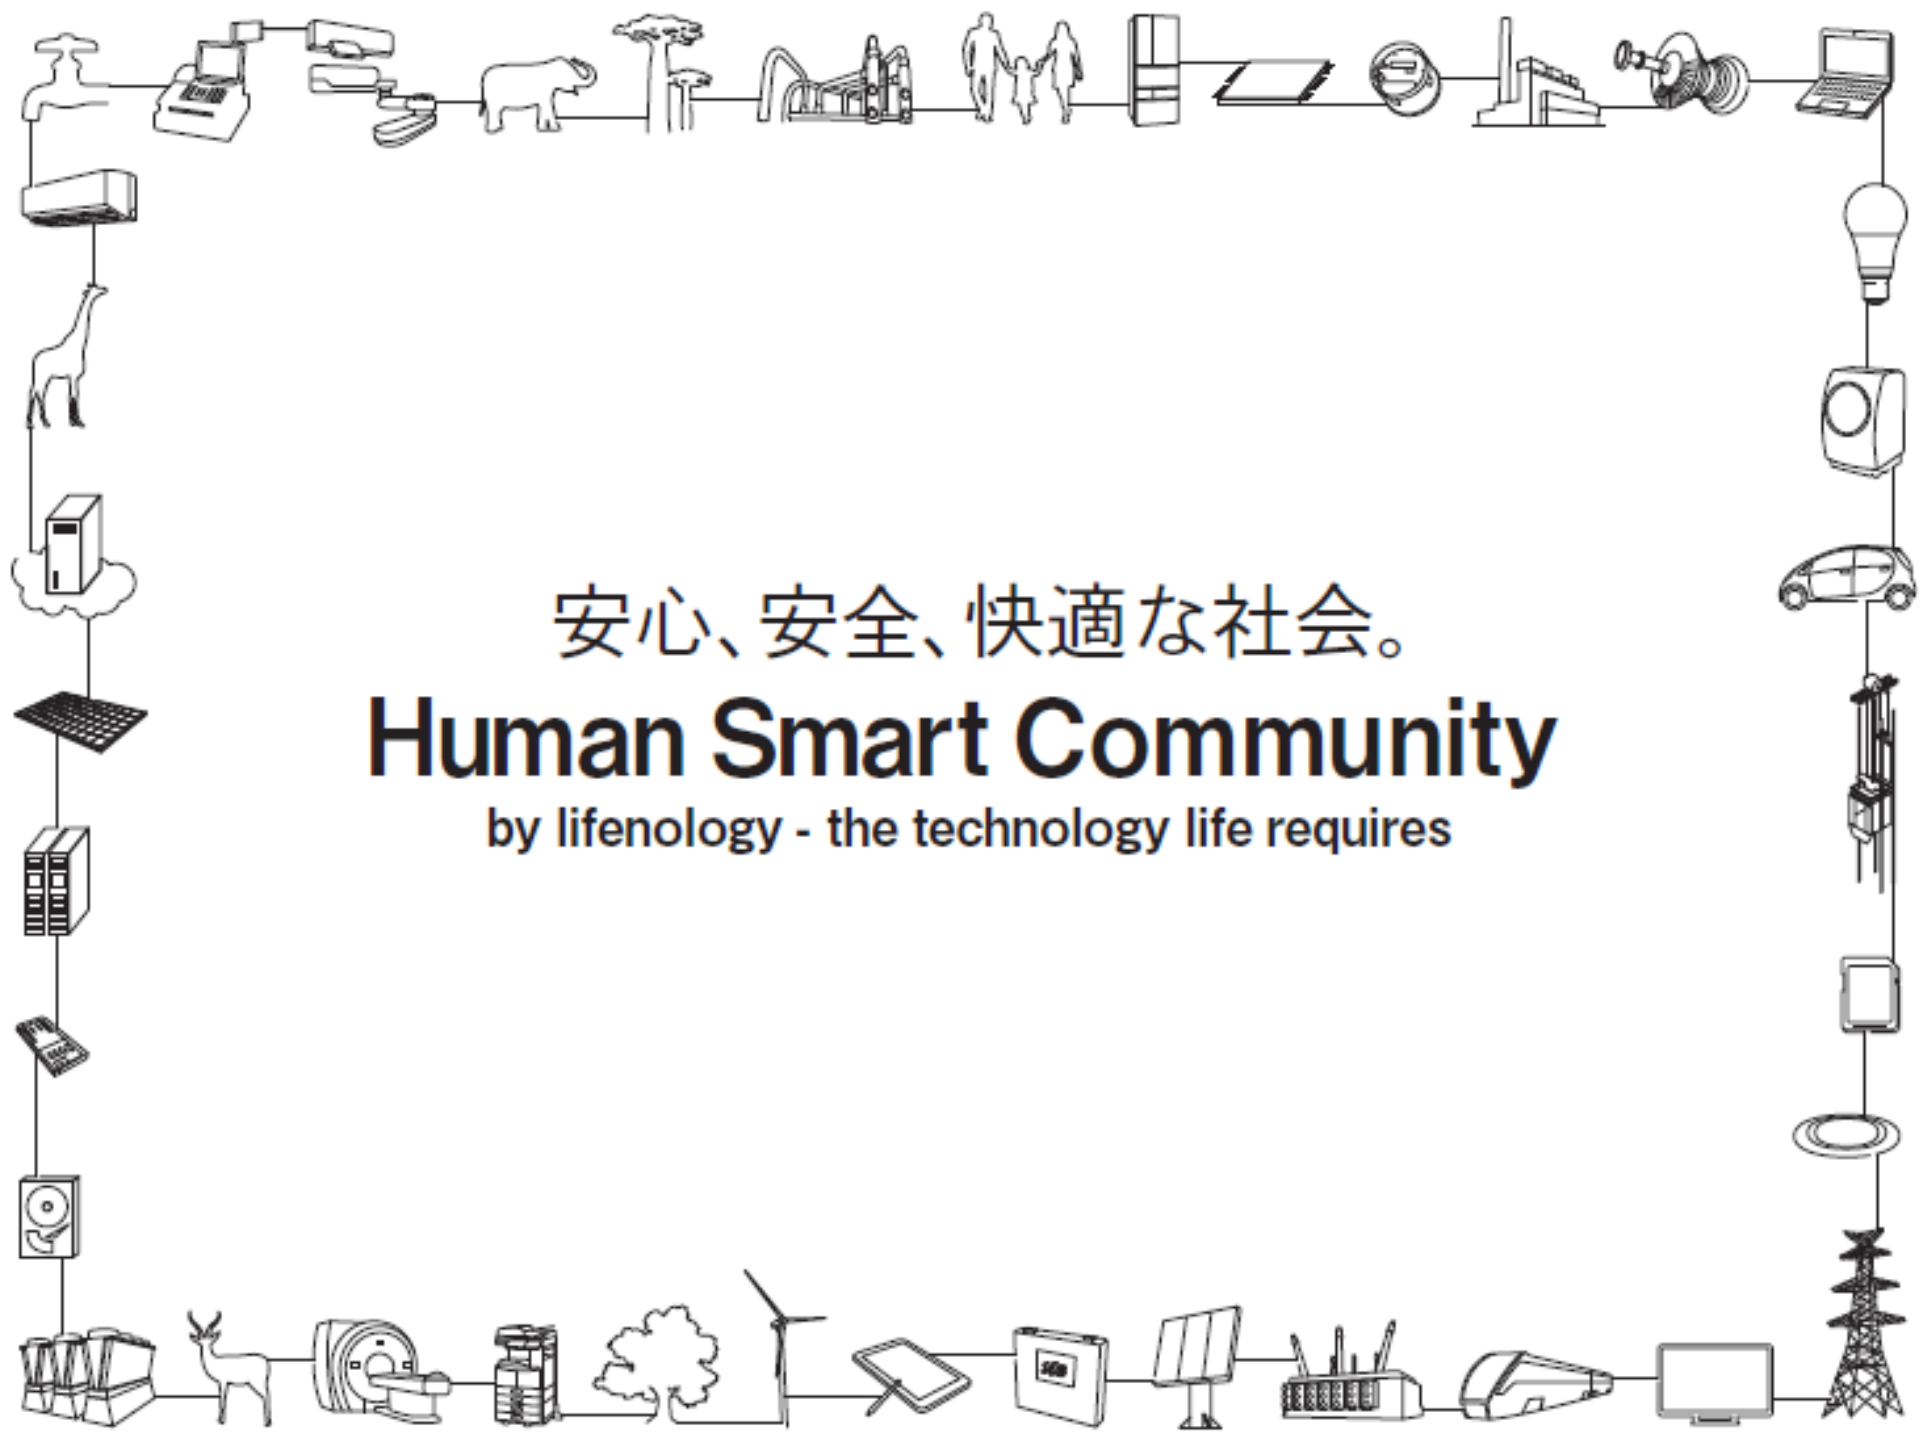 安心、安全、快適な社会。
Human Smart Community
by lifenology - the technology life requires